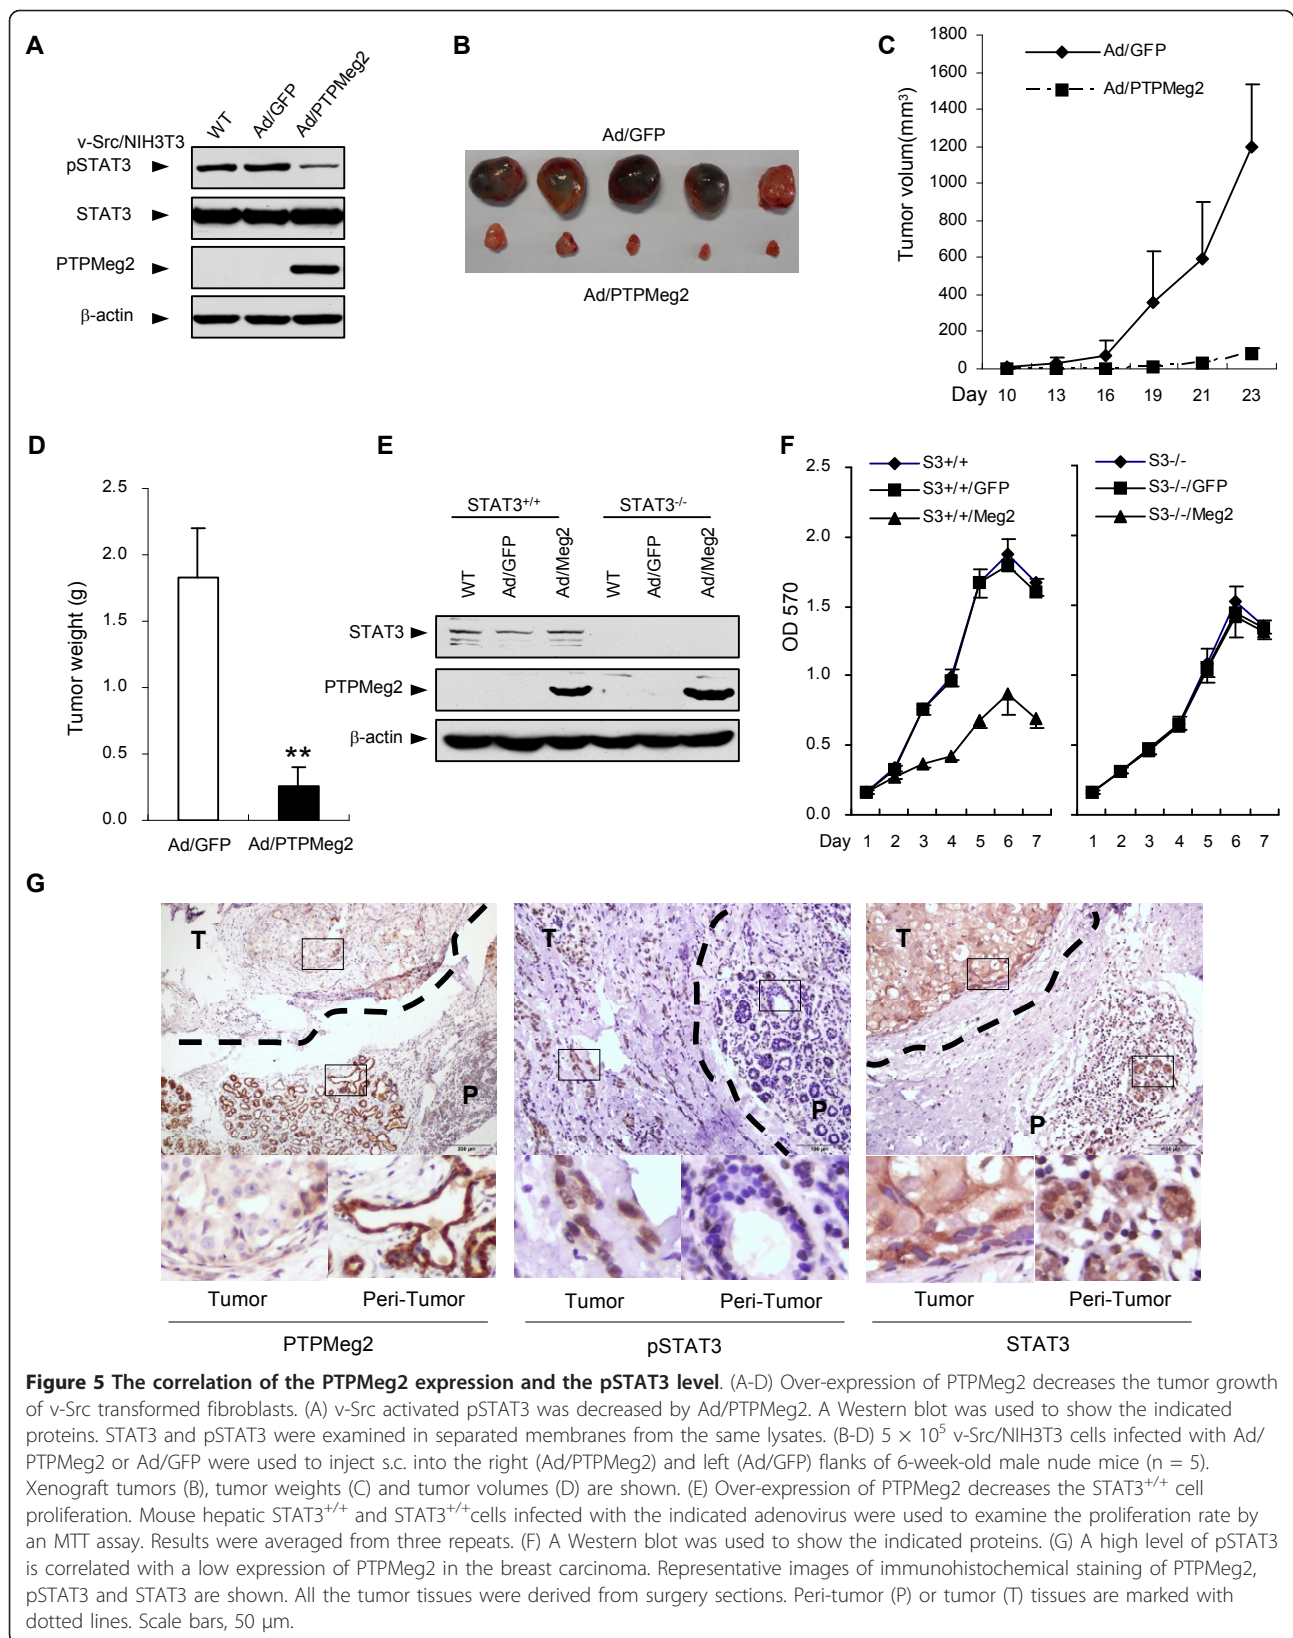 A
WT
Ad/GFP
Ad/PTPMeg2
v-Src/NIH3T3
pSTAT3
STAT3
PTPMeg2
β-actin
B
Ad/GFP
Ad/PTPMeg2
C
Ad/GFP
Ad/PTPMeg2
Tumor volum(mm³)
1800
1600
1400
1200
1000
800
600
400
200
0
Day 10 13 16 19 21 23
D
Tumor weight (g)
2.5
2.0
1.5
1.0
0.5
0.0
**
Ad/GFP Ad/PTPMeg2
E
STAT3+/+ STAT3-/-
WT Ad/GFP Ad/Meg2 WT Ad/GFP Ad/Meg2
STAT3
PTPMeg2
β-actin
F
S3+/+
S3+/+/GFP
S3+/+/Meg2
S3-/-
S3-/-/GFP
S3-/-/Meg2
OD 570
2.5
2.0
1.5
1.0
0.5
0.0
Day 1 2 3 4 5 6 7
1 2 3 4 5 6 7
G
T
P
T
P
T
P
Tumor Peri-Tumor
PTPMeg2
Tumor Peri-Tumor
pSTAT3
Tumor Peri-Tumor
STAT3
Figure 5 The correlation of the PTPMeg2 expression and the pSTAT3 level. (A-D) Over-expression of PTPMeg2 decreases the tumor growth
of v-Src transformed fibroblasts. (A) v-Src activated pSTAT3 was decreased by Ad/PTPMeg2. A Western blot was used to show the indicated
proteins. STAT3 and pSTAT3 were examined in separated membranes from the same lysates. (B-D) 5 × 10⁵ v-Src/NIH3T3 cells infected with Ad/
PTPMeg2 or Ad/GFP were used to inject s.c. into the right (Ad/PTPMeg2) and left (Ad/GFP) flanks of 6-week-old male nude mice (n = 5).
Xenograft tumors (B), tumor weights (C) and tumor volumes (D) are shown. (E) Over-expression of PTPMeg2 decreases the STAT3+/+ cell
proliferation. Mouse hepatic STAT3+/+ and STAT3+/+cells infected with the indicated adenovirus were used to examine the proliferation rate by
an MTT assay. Results were averaged from three repeats. (F) A Western blot was used to show the indicated proteins. (G) A high level of pSTAT3
is correlated with a low expression of PTPMeg2 in the breast carcinoma. Representative images of immunohistochemical staining of PTPMeg2,
pSTAT3 and STAT3 are shown. All the tumor tissues were derived from surgery sections. Peri-tumor (P) or tumor (T) tissues are marked with
dotted lines. Scale bars, 50 μm.